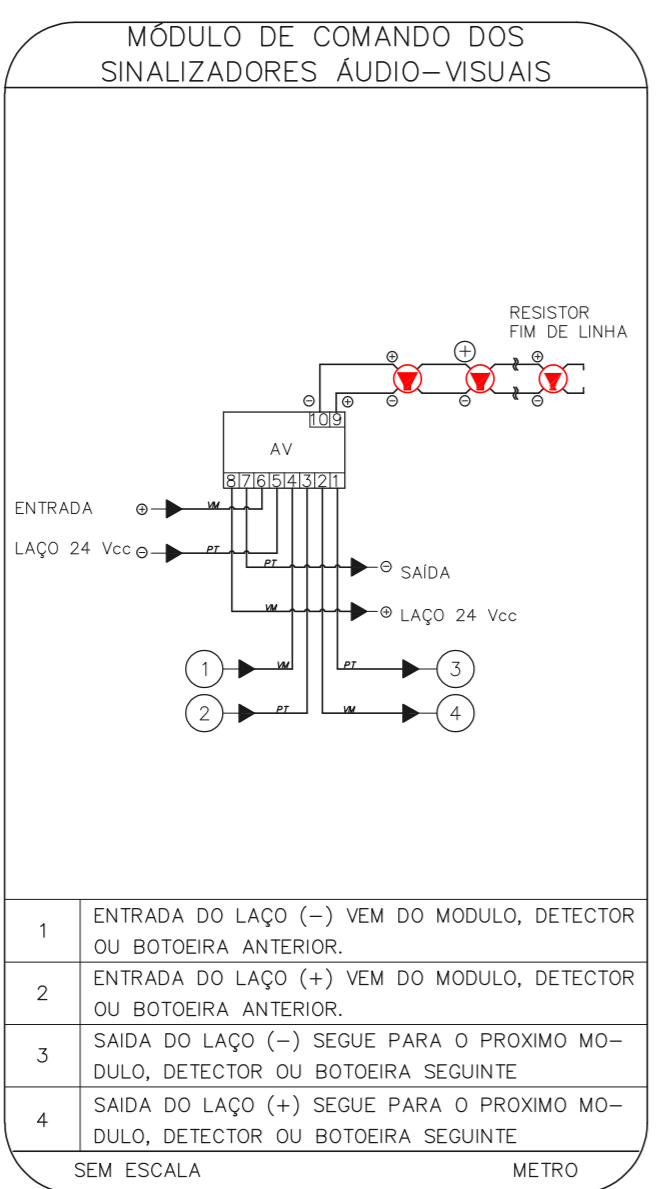 MÓDULO DE COMANDO DOS
SINALIZADORES ÁUDIO-VISUAIS
RESISTOR
FIM DE LINHA
+ + +
- + - - -
10 9
AV
8 7 6 5 4 3 2 1
ENTRADA + VM
LAÇO 24 Vcc - PT
PT - SAÍDA
VM + LAÇO 24 Vcc
1 VM PT 3
2 PT VM 4
1 ENTRADA DO LAÇO (-) VEM DO MODULO, DETECTOR
OU BOTOEIRA ANTERIOR.
2 ENTRADA DO LAÇO (+) VEM DO MODULO, DETECTOR
OU BOTOEIRA ANTERIOR.
3 SAIDA DO LAÇO (-) SEGUE PARA O PROXIMO MO-
DULO, DETECTOR OU BOTOEIRA SEGUINTE
4 SAIDA DO LAÇO (+) SEGUE PARA O PROXIMO MO-
DULO, DETECTOR OU BOTOEIRA SEGUINTE
SEM ESCALA METRO